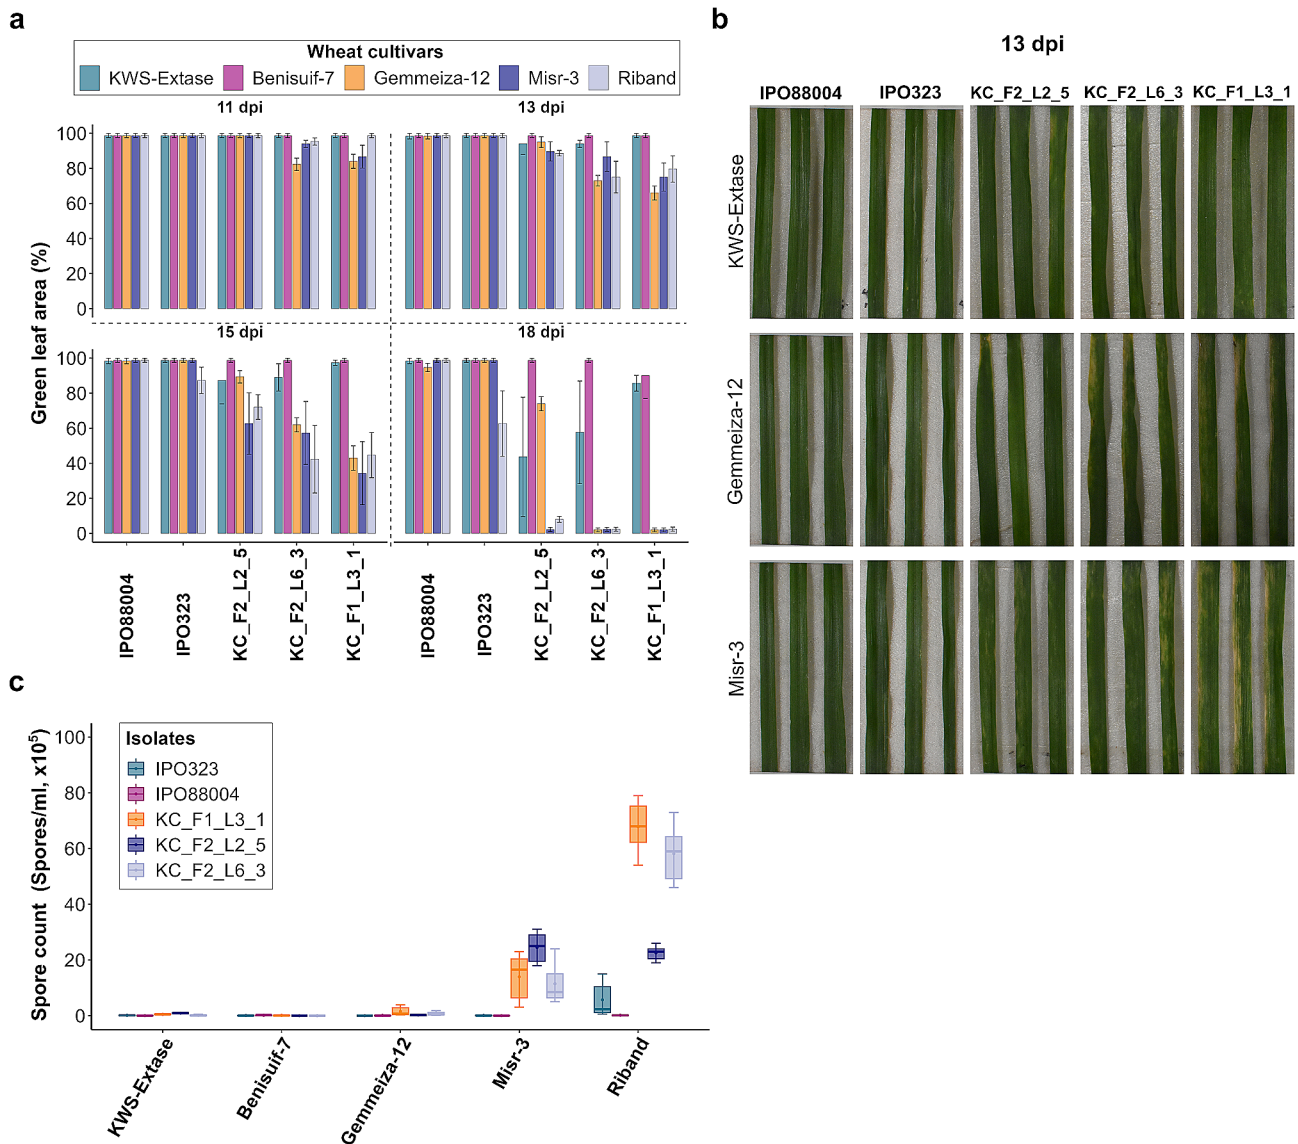 a
Wheat cultivars
KWS-Extase Benisuif-7 Gemmeiza-12 Misr-3 Riband
11 dpi 13 dpi
100 80 60 40 20 0
15 dpi 18 dpi
100 80 60 40 20 0
Green leaf area (%)
IPO88004 IPO323 KC_F2_L2_5 KC_F2_L6_3 KC_F1_L3_1 IPO88004 IPO323 KC_F2_L2_5 KC_F2_L6_3 KC_F1_L3_1
b
13 dpi
IPO88004 IPO323 KC_F2_L2_5 KC_F2_L6_3 KC_F1_L3_1
KWS-Extase
Gemmeiza-12
Misr-3
c
Isolates
IPO323
IPO88004
KC_F1_L3_1
KC_F2_L2_5
KC_F2_L6_3
100
80
60
40
20
0
Spore count (Spores/ml, x10⁵)
KWS-Extase Benisuif-7 Gemmeiza-12 Misr-3 Riband